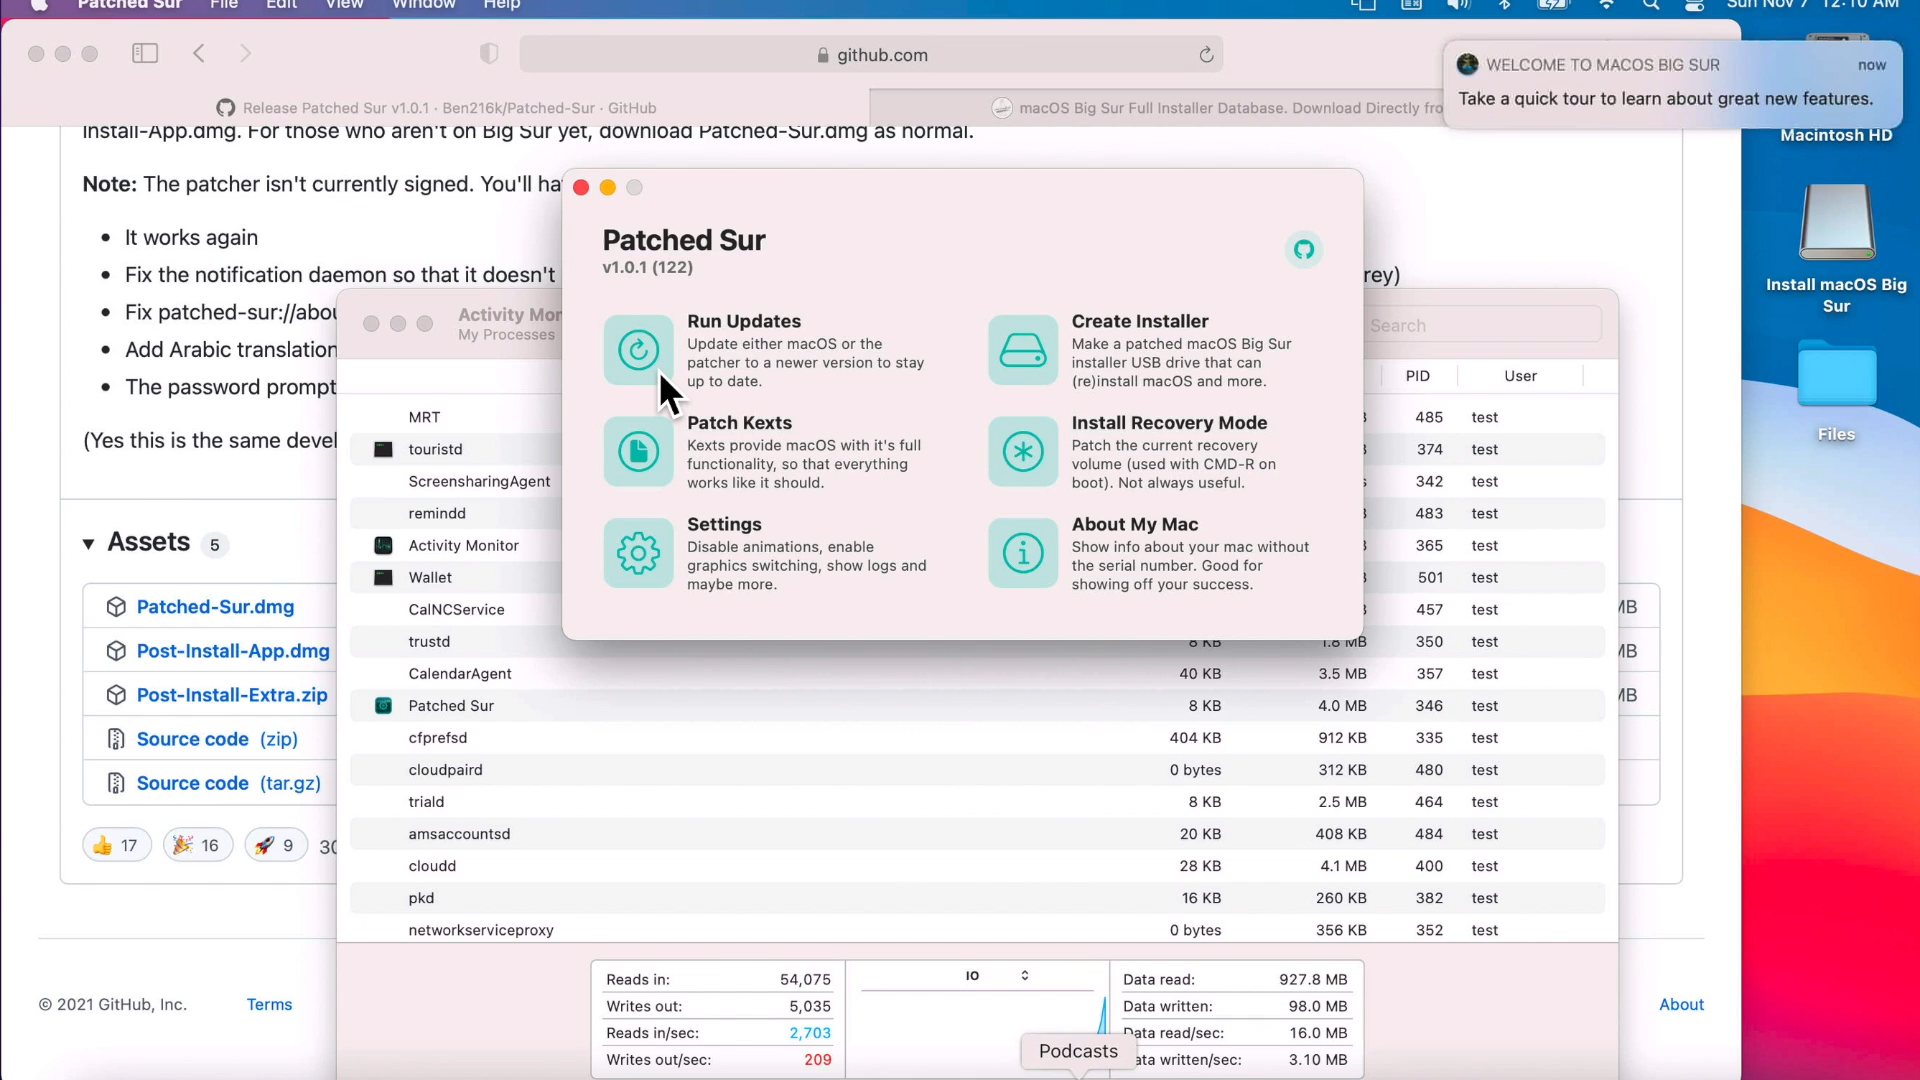 Patched Sur File Edit View Window Help
Sun Nov 7 12:10 AM
github.com
WELCOME TO MACOS BIG SUR now
Take a quick tour to learn about great new features.
Release Patched Sur v1.0.1 · Ben216k/Patched-Sur · GitHub
macOS Big Sur Full Installer Database. Download Directly fro
Macintosh HD
Install-App.dmg. For those who aren't on Big Sur yet, download Patched-Sur.dmg as normal.
Note: The patcher isn't currently signed. You'll ha
It works again
Fix the notification daemon so that it doesn't
rey)
Fix patched-sur://abou
Add Arabic translation
The password prompt
(Yes this is the same devel
Install macOS Big
Sur
Files
Patched Sur
v1.0.1 (122)
Run Updates
Update either macOS or the
patcher to a newer version to stay
up to date.
Create Installer
Make a patched macOS Big Sur
installer USB drive that can
(re)install macOS and more.
Patch Kexts
Kexts provide macOS with it's full
functionality, so that everything
works like it should.
Install Recovery Mode
Patch the current recovery
volume (used with CMD-R on
boot). Not always useful.
Settings
Disable animations, enable
graphics switching, show logs and
maybe more.
About My Mac
Show info about your mac without
the serial number. Good for
showing off your success.
Activity Mon
My Processes
Search
PID User
MRT 485 test
touristd 374 test
ScreensharingAgent 342 test
remindd 483 test
Activity Monitor 365 test
Wallet 501 test
CalNCService 457 test
trustd 8 KB 1.8 MB 350 test
CalendarAgent 40 KB 3.5 MB 357 test
Patched Sur 8 KB 4.0 MB 346 test
cfprefsd 404 KB 912 KB 335 test
cloudpaird 0 bytes 312 KB 480 test
triald 8 KB 2.5 MB 464 test
amsaccountsd 20 KB 408 KB 484 test
cloudd 28 KB 4.1 MB 400 test
pkd 16 KB 260 KB 382 test
networkserviceproxy 0 bytes 356 KB 352 test
Assets 5
Patched-Sur.dmg
MB
Post-Install-App.dmg
MB
Post-Install-Extra.zip
MB
Source code (zip)
Source code (tar.gz)
17 16 9 30
© 2021 GitHub, Inc. Terms
About
Reads in: 54,075
Writes out: 5,035
Reads in/sec: 2,703
Writes out/sec: 209
IO
Data read: 927.8 MB
Data written: 98.0 MB
Data read/sec: 16.0 MB
ata written/sec: 3.10 MB
Podcasts